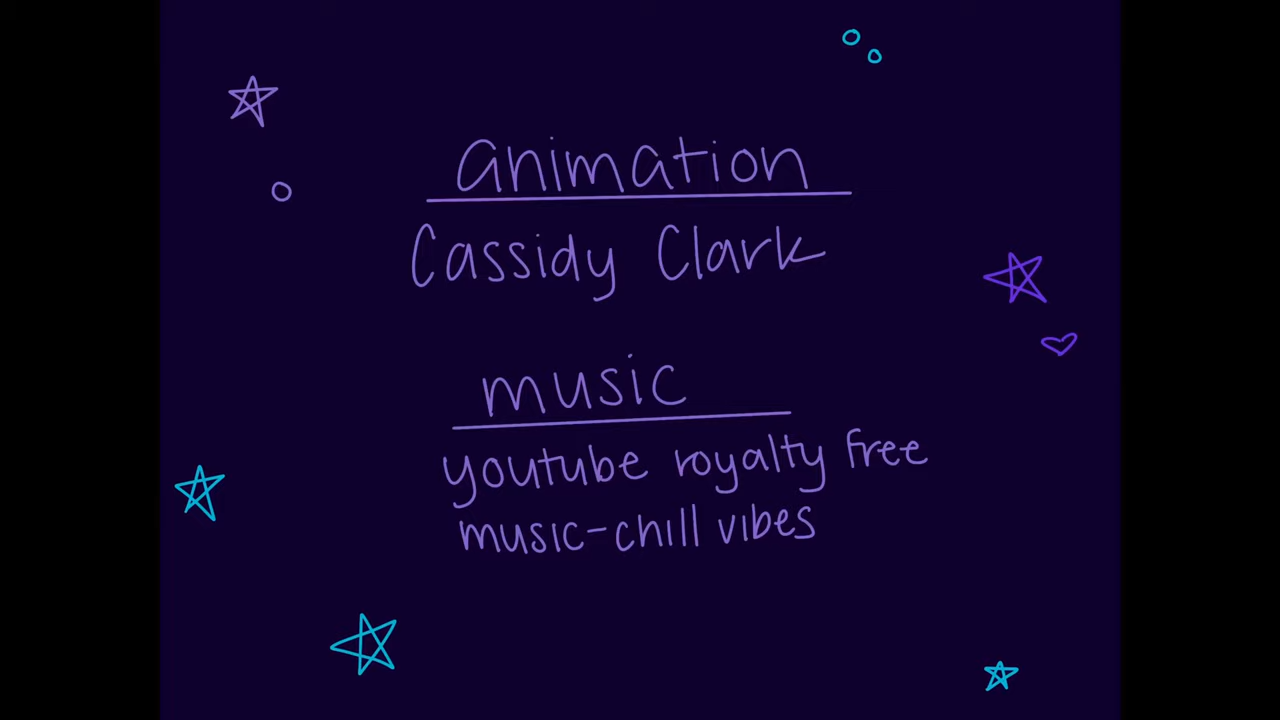 animation
Cassidy Clark
music
youtube royalty free
music-chill vibes